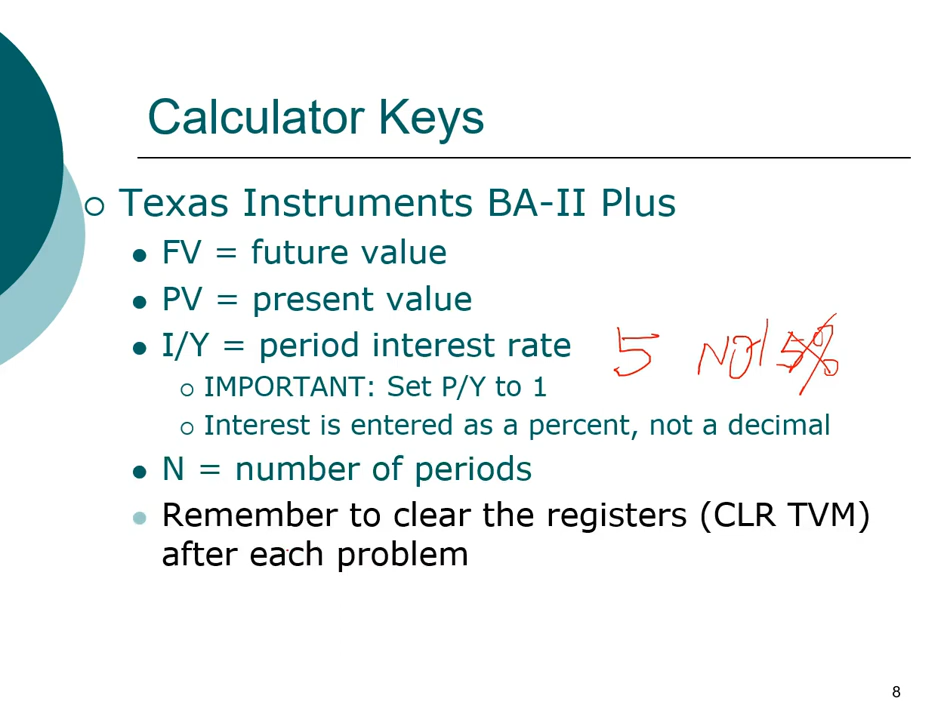 Calculator Keys
Texas Instruments BA-II Plus
FV = future value
PV = present value
I/Y = period interest rate 5 NOT 5%
IMPORTANT: Set P/Y to 1
Interest is entered as a percent, not a decimal
N = number of periods
Remember to clear the registers (CLR TVM)
after each problem
8